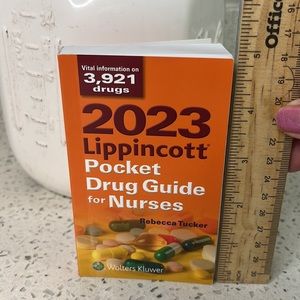 Vital information on
3,921
drugs
2023
Lippincott®
Pocket
Drug Guide
for Nurses
Rebecca Tucker
Wolters Kluwer
Office